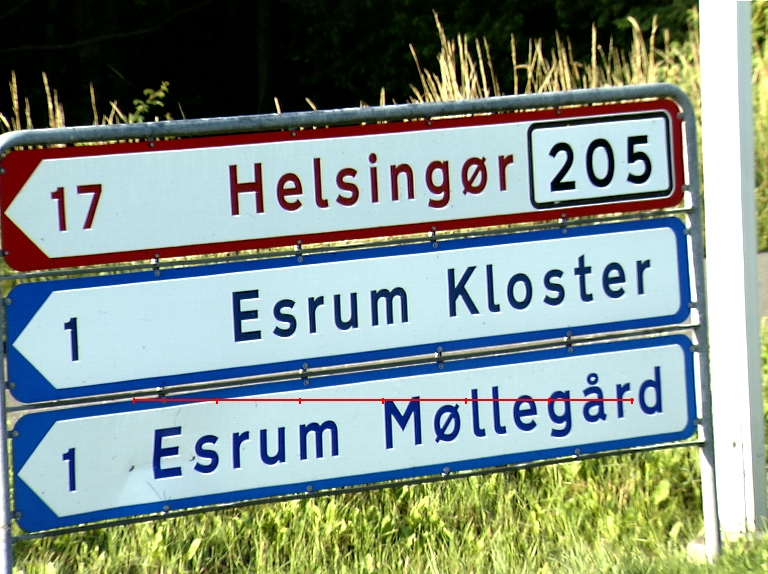 17 Helsingør 205
1 Esrum Kloster
1 Esrum Møllegård